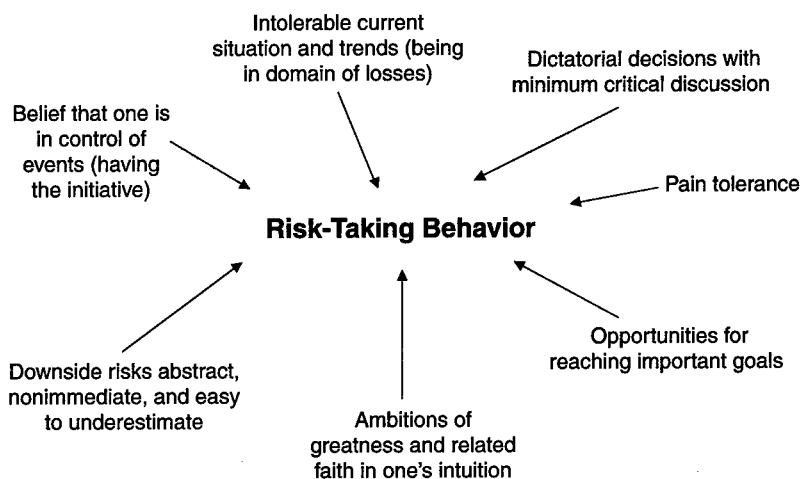 Intolerable current
situation and trends (being
in domain of losses)
Dictatorial decisions with
minimum critical discussion
Belief that one is
in control of
events (having
the initiative)
Pain tolerance
Risk-Taking Behavior
Opportunities for
reaching important goals
Downside risks abstract,
nonimmediate, and easy
to underestimate
Ambitions of
greatness and related
faith in one's intuition